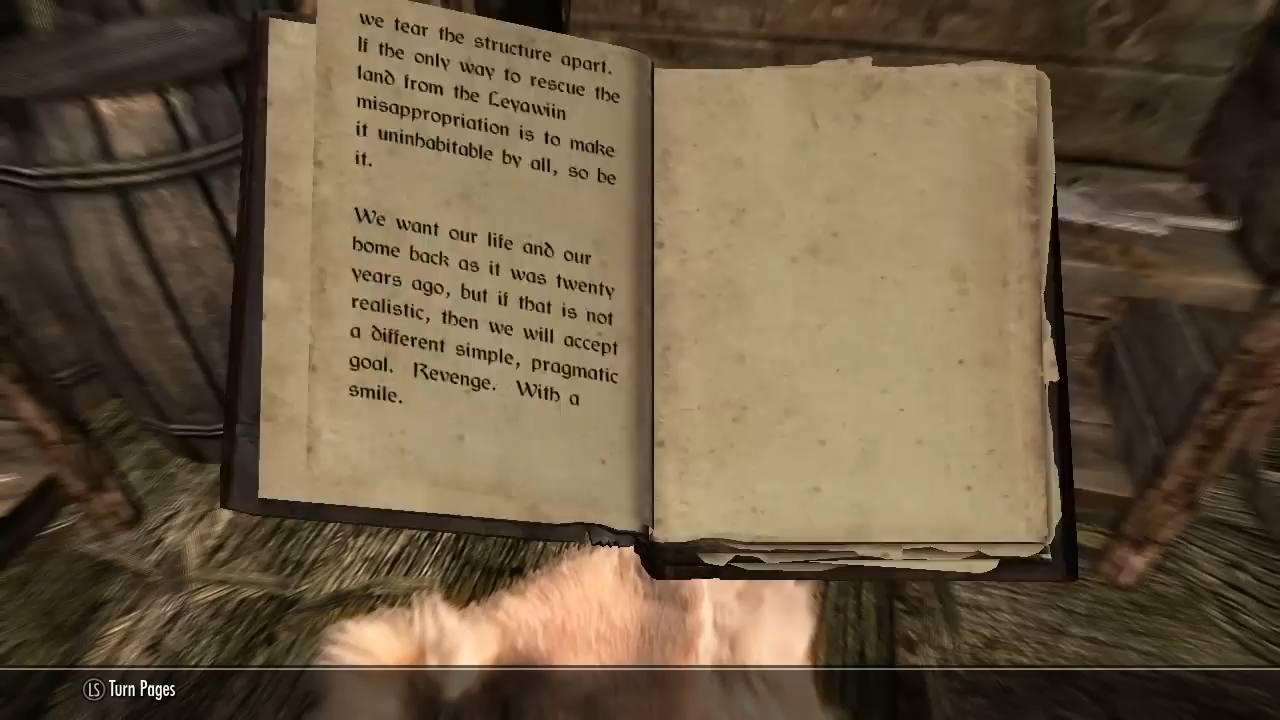 we tear the structure apart.
If the only way to rescue the
land from the Leyawiin
misappropriation is to make
it uninhabitable by all, so be
it.
We want our life and our
home back as it was twenty
years ago, but if that is not
realistic, then we will accept
a different simple, pragmatic
goal. Revenge. With a
smile.
LS Turn Pages